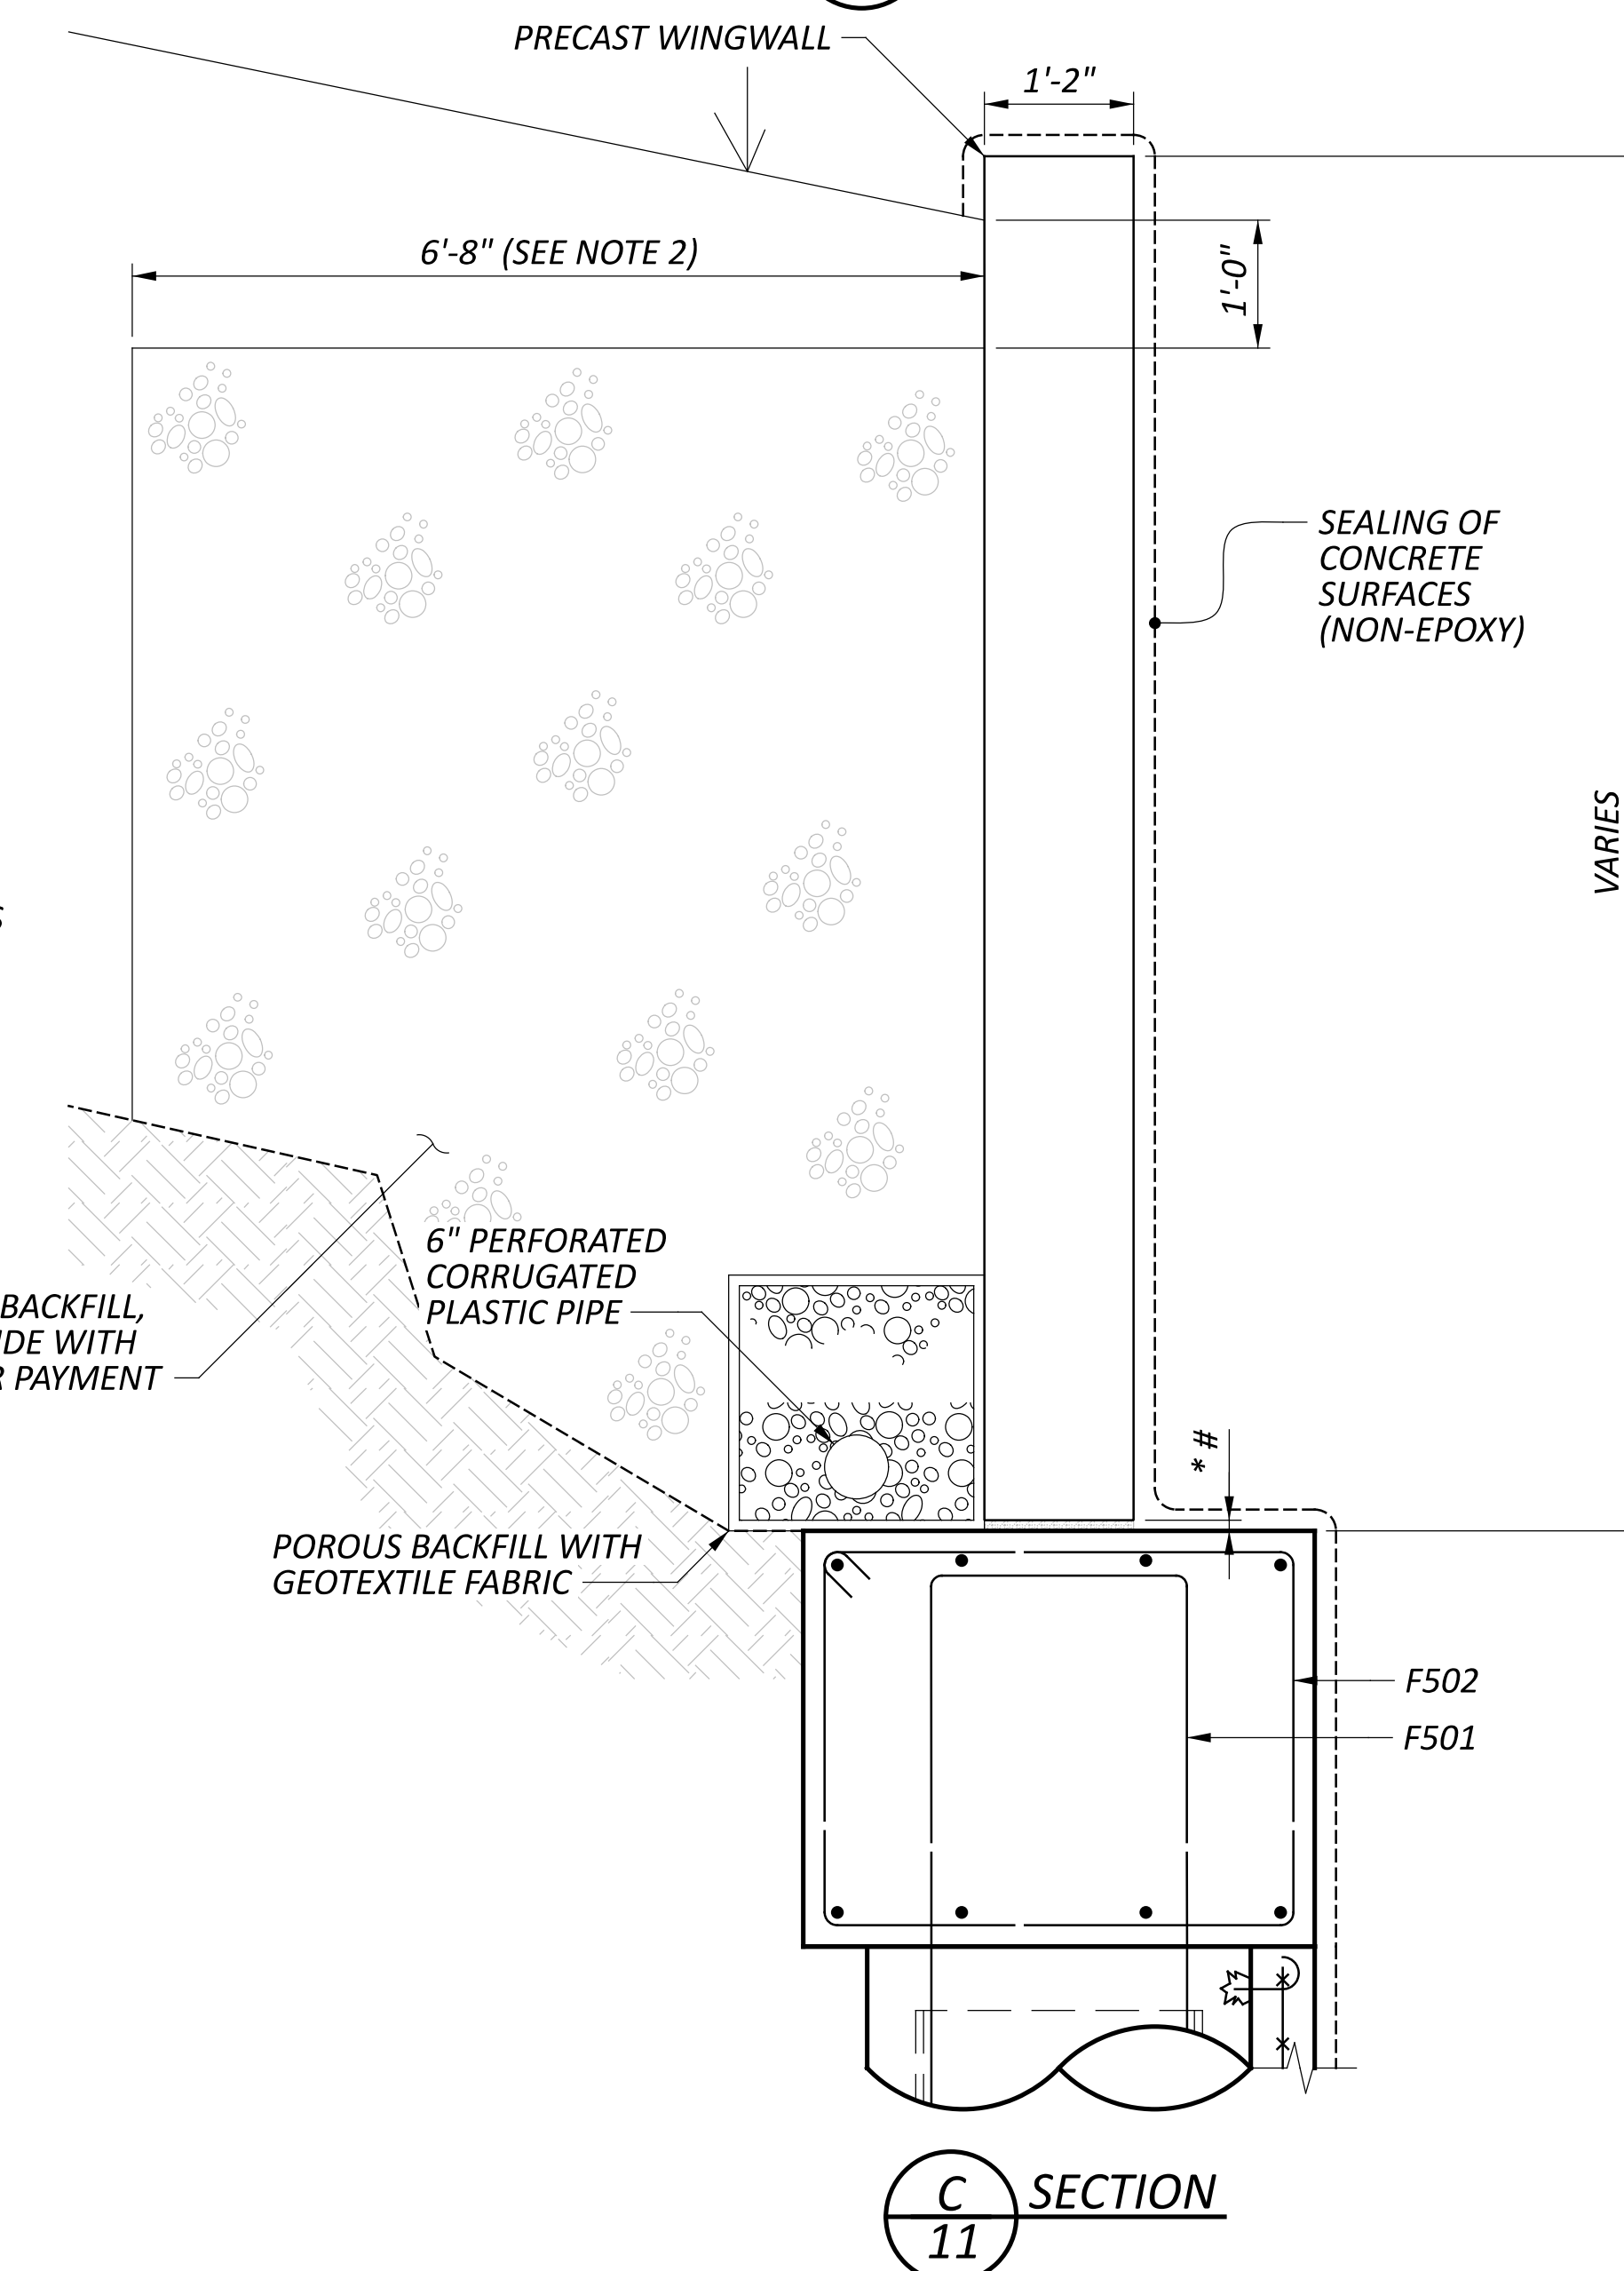 PRECAST WINGWALL
1'-2"
6'-8" (SEE NOTE 2)
1'-0"
SEALING OF
CONCRETE
SURFACES
(NON-EPOXY)
VARIES
6" PERFORATED
CORRUGATED
PLASTIC PIPE
BACKFILL,
WITH
PAYMENT
* #
POROUS BACKFILL WITH
GEOTEXTILE FABRIC
F502
F501
C
11
SECTION